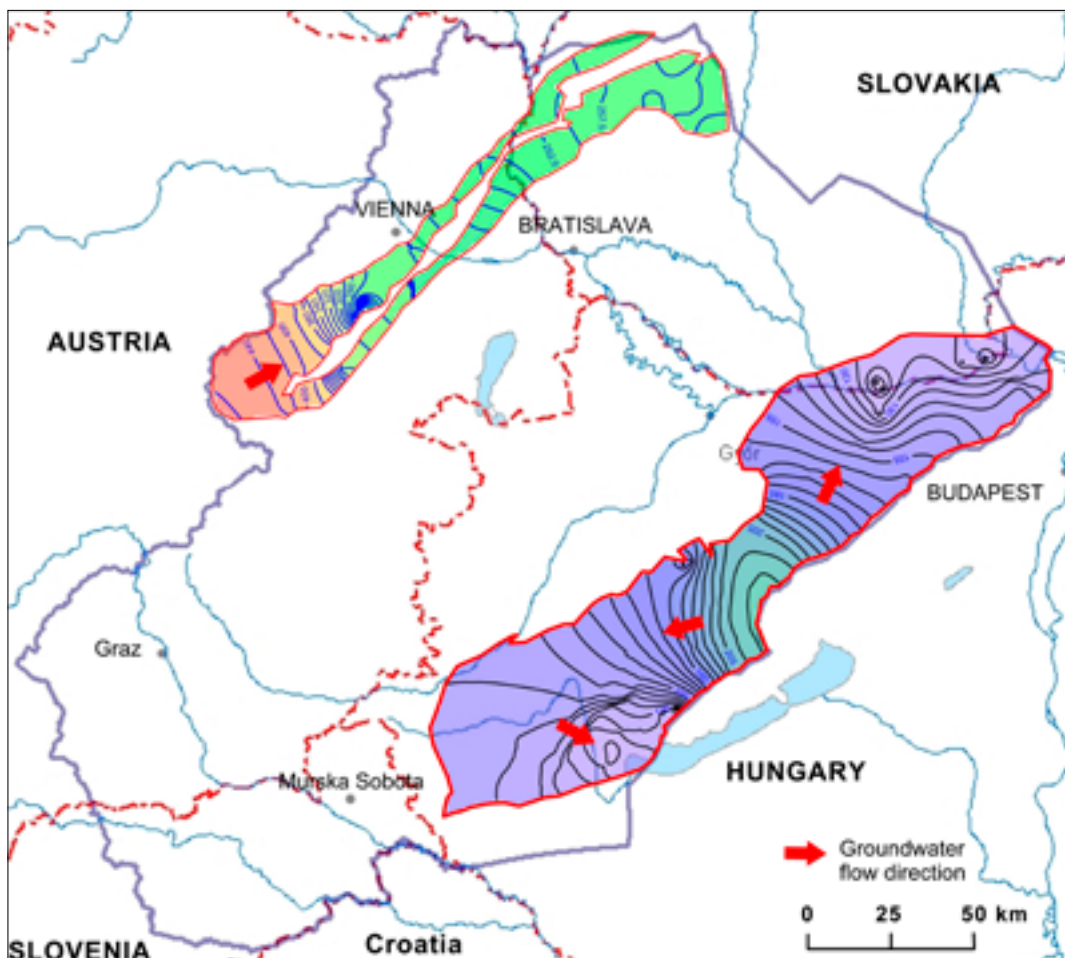 SLOVAKIA
VIENNA
BRATISLAVA
AUSTRIA
Győr
BUDAPEST
Graz
Murska Sobota
HUNGARY
Groundwater
flow direction
0 25 50 km
SLOVENIA
Croatia